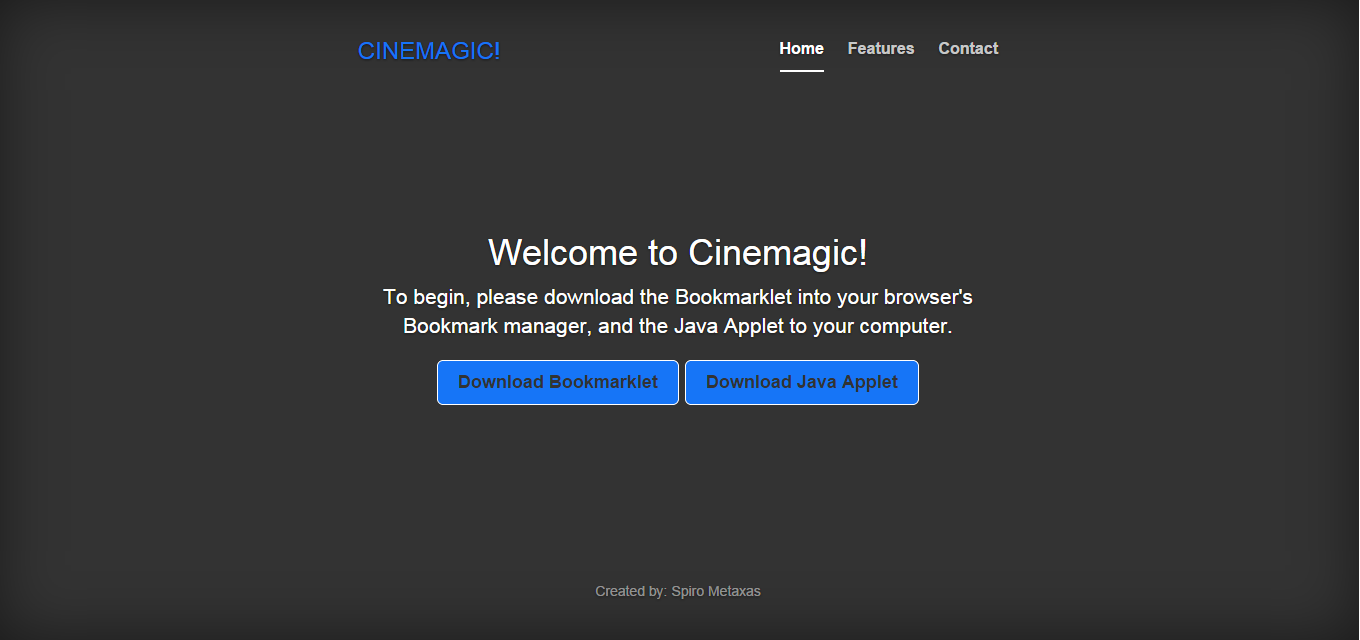 CINEMAGIC!
Home Features Contact
Welcome to Cinemagic!
To begin, please download the Bookmarklet into your browser's
Bookmark manager, and the Java Applet to your computer.
Download Bookmarklet Download Java Applet
Created by: Spiro Metaxas